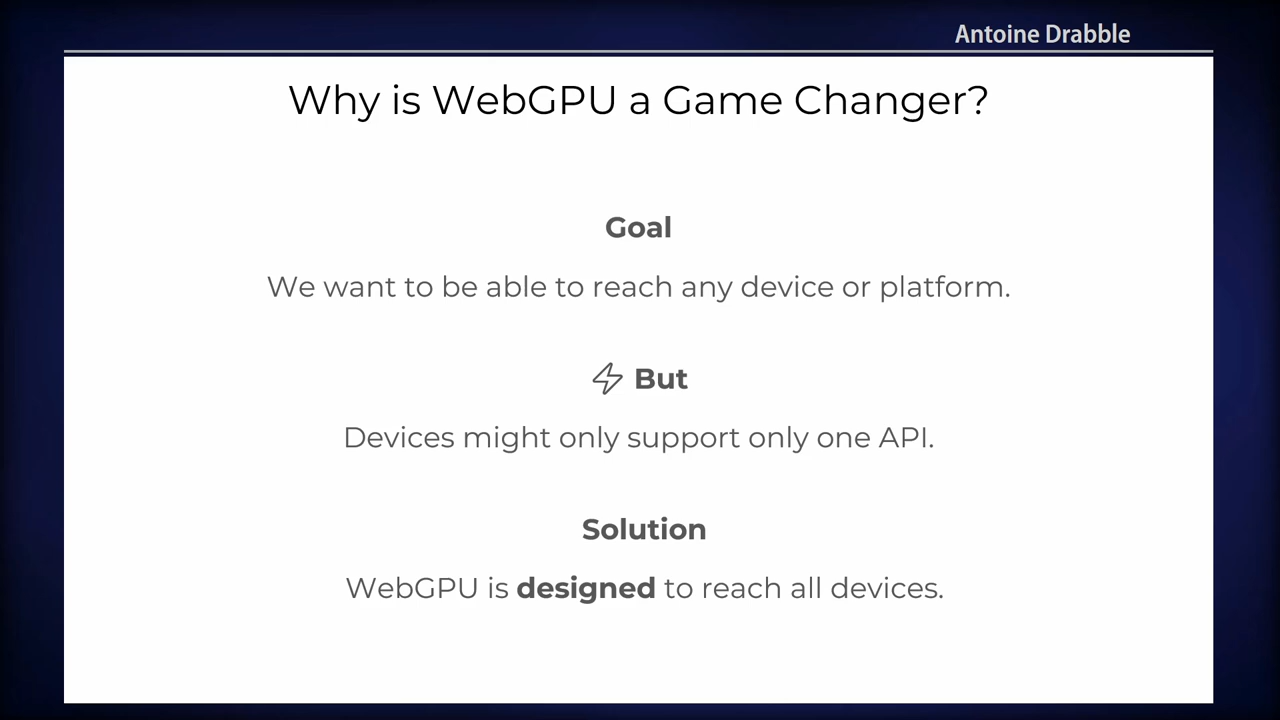 Antoine Drabble
Why is WebGPU a Game Changer?
Goal
We want to be able to reach any device or platform.
But
Devices might only support only one API.
Solution
WebGPU is designed to reach all devices.